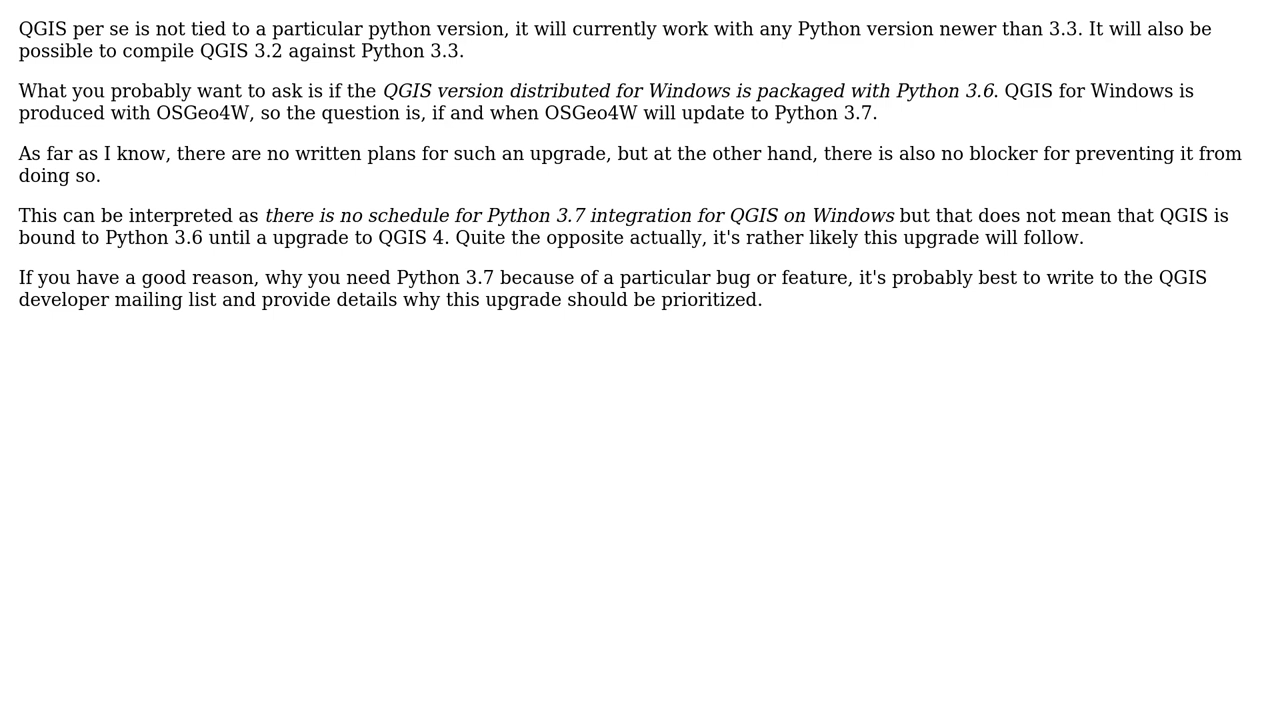 QGIS per se is not tied to a particular python version, it will currently work with any Python version newer than 3.3. It will also be
possible to compile QGIS 3.2 against Python 3.3.
What you probably want to ask is if the QGIS version distributed for Windows is packaged with Python 3.6. QGIS for Windows is
produced with OSGeo4W, so the question is, if and when OSGeo4W will update to Python 3.7.
As far as I know, there are no written plans for such an upgrade, but at the other hand, there is also no blocker for preventing it from
doing so.
This can be interpreted as there is no schedule for Python 3.7 integration for QGIS on Windows but that does not mean that QGIS is
bound to Python 3.6 until a upgrade to QGIS 4. Quite the opposite actually, it's rather likely this upgrade will follow.
If you have a good reason, why you need Python 3.7 because of a particular bug or feature, it's probably best to write to the QGIS
developer mailing list and provide details why this upgrade should be prioritized.